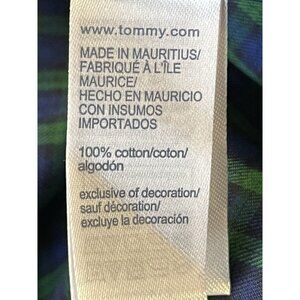 www.tommy.com
MADE IN MAURITIUS/
FABRIQUÉ À L'ÎLE
MAURICE/
HECHO EN MAURICIO
CON INSUMOS
IMPORTADOS
100% cotton/coton/
algodón
exclusive of decoration/
sauf décoration/
excluye la decoración